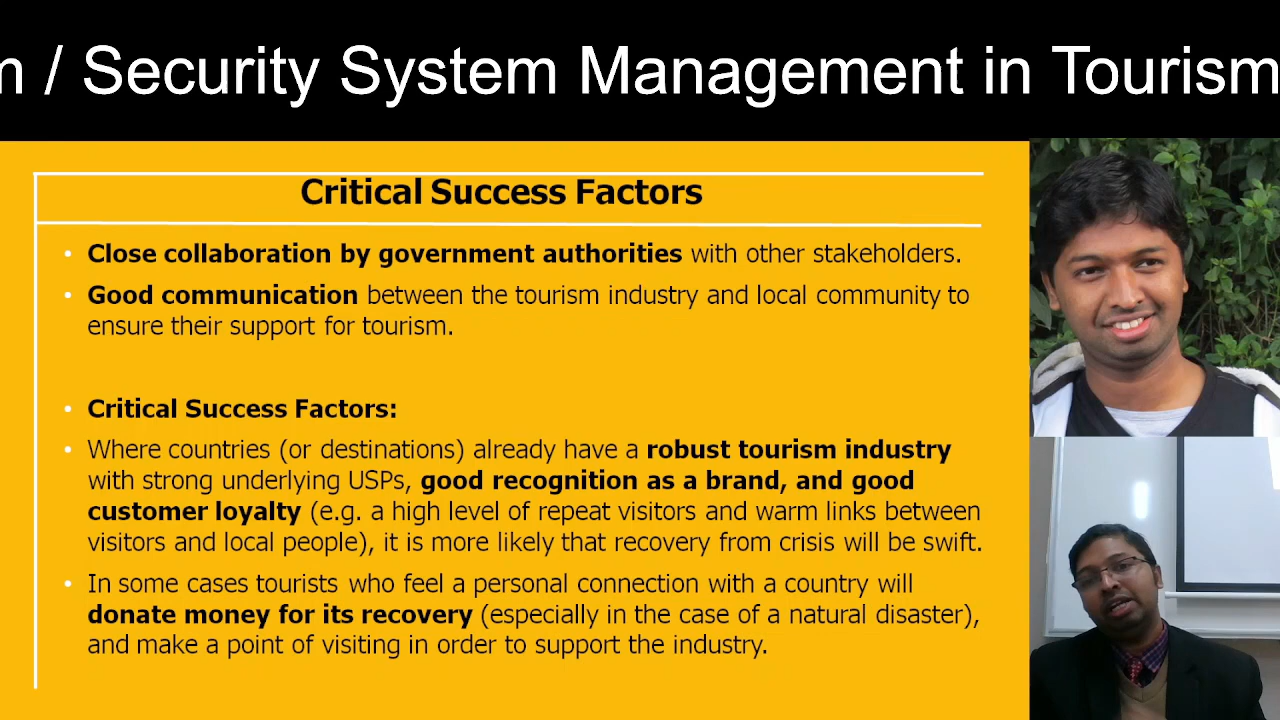 m / Security System Management in Tourism
Critical Success Factors
• Close collaboration by government authorities with other stakeholders.
• Good communication between the tourism industry and local community to
ensure their support for tourism.
• Critical Success Factors:
• Where countries (or destinations) already have a robust tourism industry
with strong underlying USPs, good recognition as a brand, and good
customer loyalty (e.g. a high level of repeat visitors and warm links between
visitors and local people), it is more likely that recovery from crisis will be swift.
• In some cases tourists who feel a personal connection with a country will
donate money for its recovery (especially in the case of a natural disaster),
and make a point of visiting in order to support the industry.